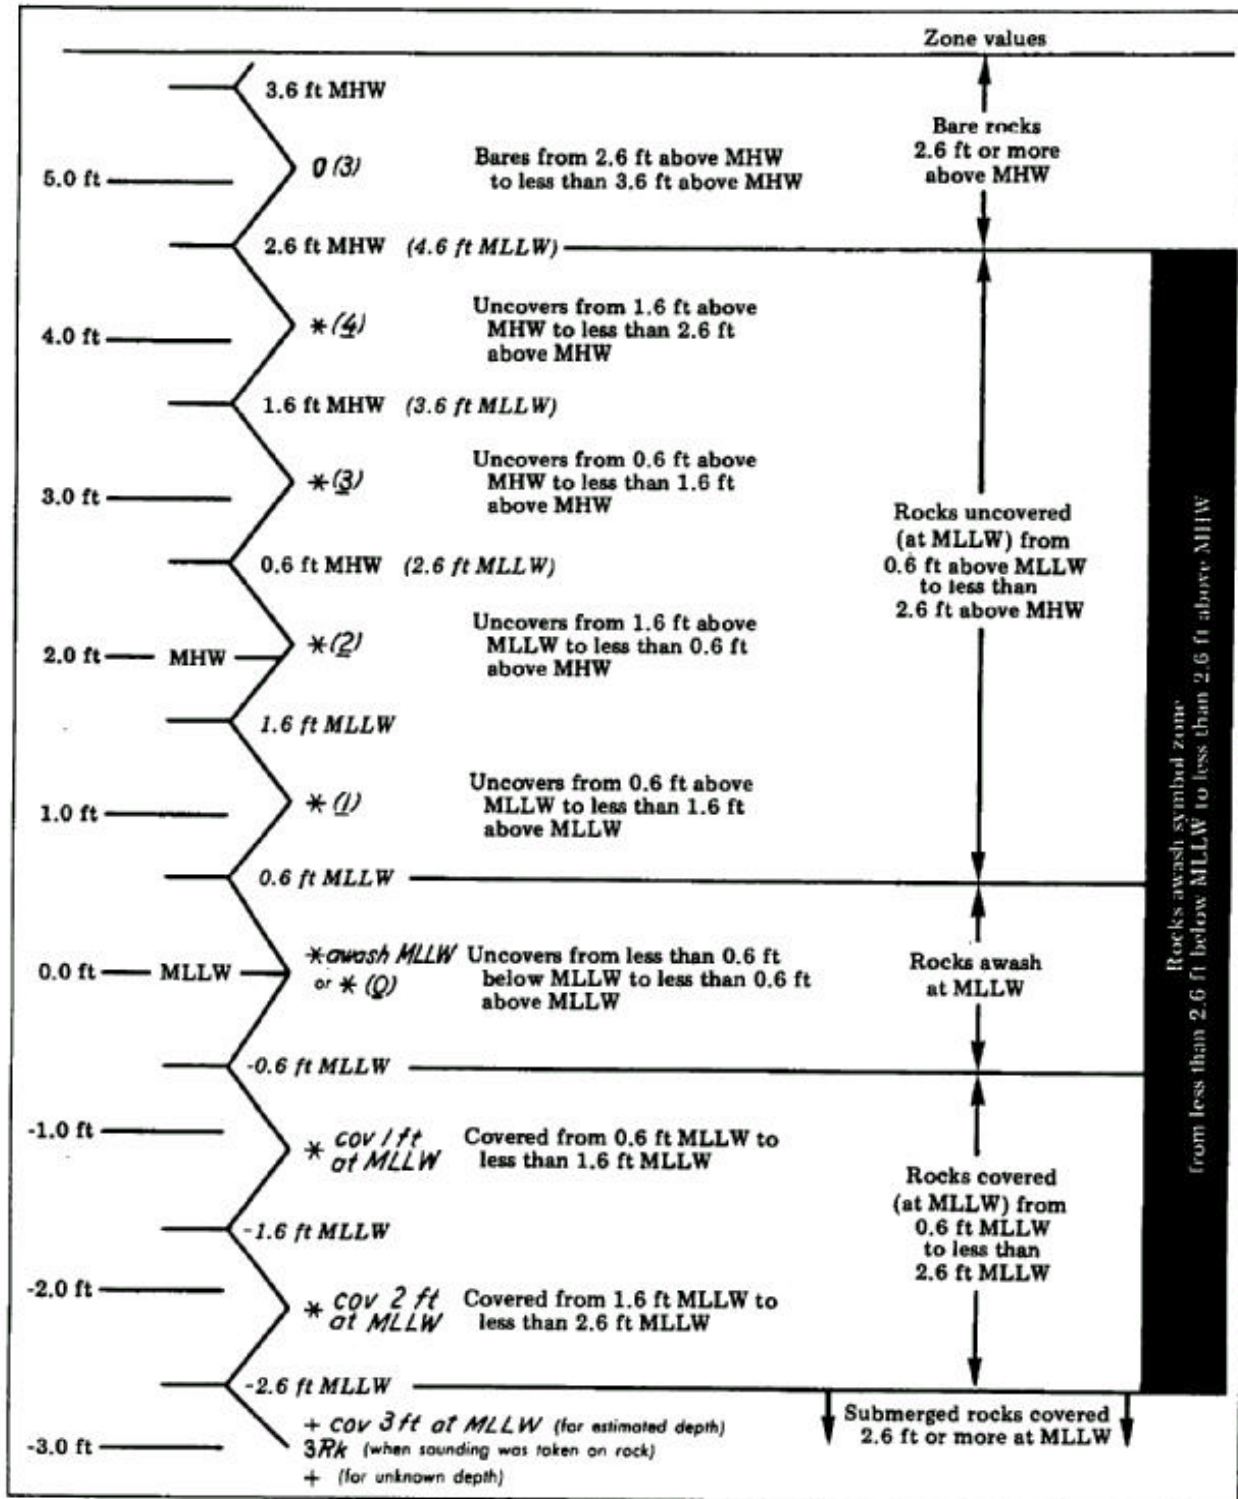 Zone values
3.6 ft MHW
Bare rocks
2.6 ft or more
above MHW
5.0 ft
0 (3)
Bares from 2.6 ft above MHW
to less than 3.6 ft above MHW
2.6 ft MHW (4.6 ft MLLW)
4.0 ft
* (4)
Uncovers from 1.6 ft above
MHW to less than 2.6 ft
above MHW
1.6 ft MHW (3.6 ft MLLW)
3.0 ft
* (3)
Uncovers from 0.6 ft above
MHW to less than 1.6 ft
above MHW
Rocks uncovered
(at MLLW) from
0.6 ft above MLLW
to less than
2.6 ft above MHW
0.6 ft MHW (2.6 ft MLLW)
2.0 ft MHW
* (2)
Uncovers from 1.6 ft above
MLLW to less than 0.6 ft
above MHW
1.6 ft MLLW
1.0 ft
* (1)
Uncovers from 0.6 ft above
MLLW to less than 1.6 ft
above MLLW
0.6 ft MLLW
0.0 ft MLLW
* awash MLLW
or * (0)
Uncovers from less than 0.6 ft
below MLLW to less than 0.6 ft
above MLLW
Rocks awash
at MLLW
-0.6 ft MLLW
-1.0 ft
* cov 1 ft
at MLLW
Covered from 0.6 ft MLLW to
less than 1.6 ft MLLW
-1.6 ft MLLW
Rocks covered
(at MLLW) from
0.6 ft MLLW
to less than
2.6 ft MLLW
-2.0 ft
* cov 2 ft
at MLLW
Covered from 1.6 ft MLLW to
less than 2.6 ft MLLW
-2.6 ft MLLW
-3.0 ft
+ cov 3 ft at MLLW (for estimated depth)
3Rk (when sounding was taken on rock)
+ (for unknown depth)
Submerged rocks covered
2.6 ft or more at MLLW
Rocks awash symbol zone
from less than 2.6 ft below MLLW to less than 2.6 ft above MHW